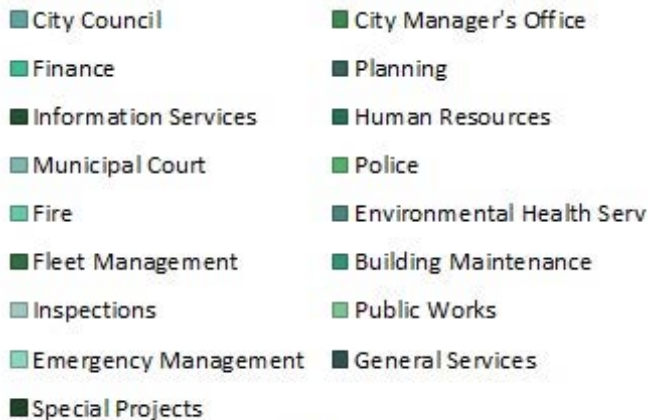 City Council City Manager's Office
Finance Planning
Information Services Human Resources
Municipal Court Police
Fire Environmental Health Serv
Fleet Management Building Maintenance
Inspections Public Works
Emergency Management General Services
Special Projects